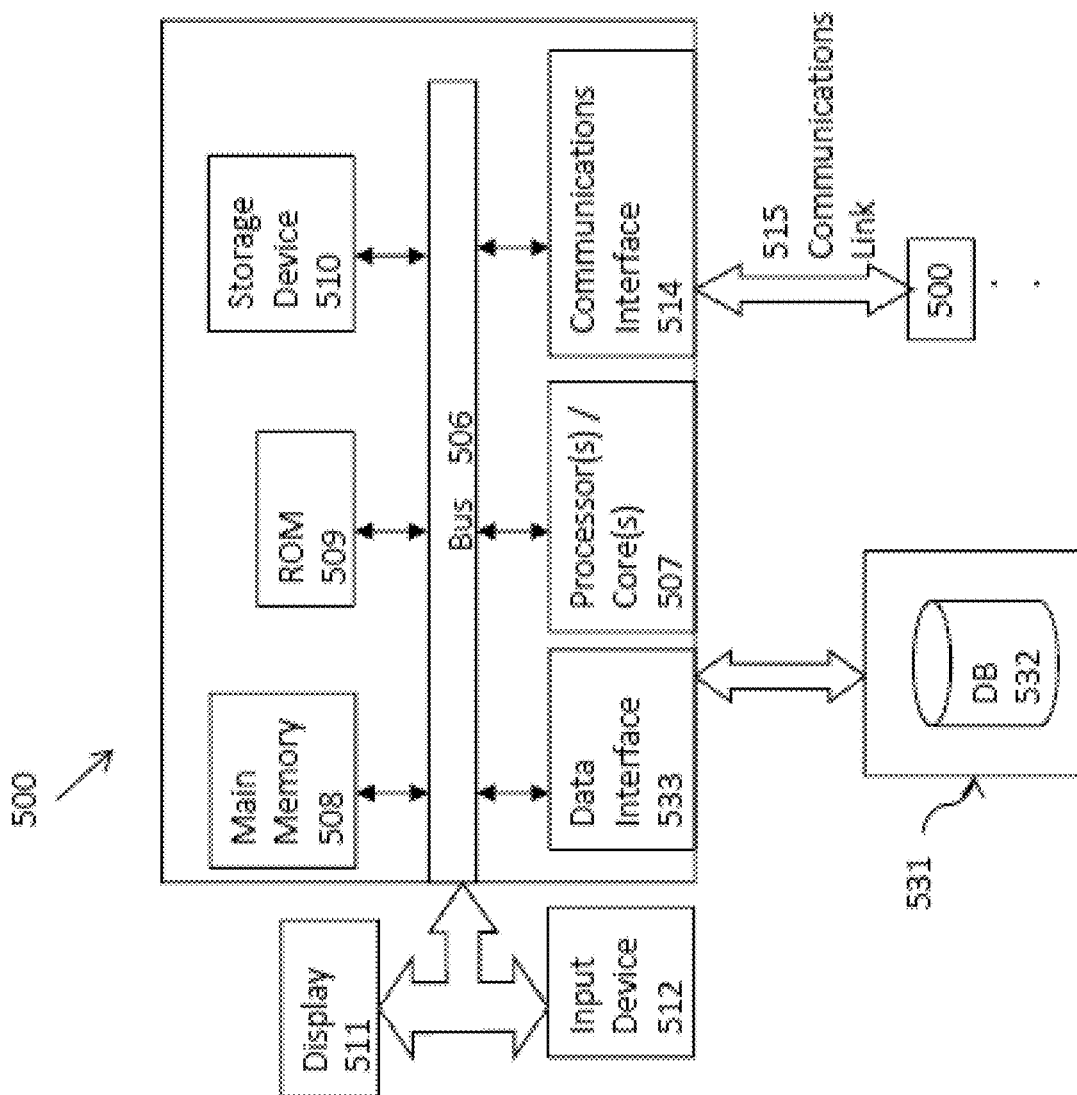 500
Main
Memory
508
ROM
509
Storage
Device
510
Display
511
Bus 506
Input
Device
512
Data
Interface
533
Processor(s) /
Core(s)
507
Communications
Interface
514
515
Communications
Link
531
DB
532
500